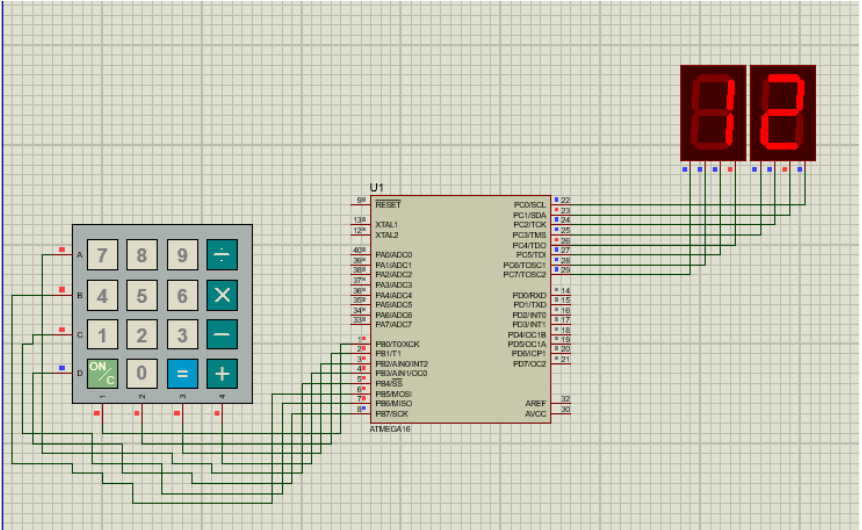 12
U1
9 RESET
13 XTAL1
12 XTAL2
40 PA0/ADC0
39 PA1/ADC1
38 PA2/ADC2
37 PA3/ADC3
36 PA4/ADC4
35 PA5/ADC5
34 PA6/ADC6
33 PA7/ADC7
1 PB0/T0/XCK
2 PB1/T1
3 PB2/AIN0/INT2
4 PB3/AIN1/OC0
5 PB4/SS
6 PB5/MOSI
7 PB6/MISO
8 PB7/SCK
PC0/SCL 22
PC1/SDA 23
PC2/TCK 24
PC3/TMS 25
PC4/TDO 26
PC5/TDI 27
PC6/TOSC1 28
PC7/TOSC2 29
PD0/RXD 14
PD1/TXD 15
PD2/INT0 16
PD3/INT1 17
PD4/OC1B 18
PD5/OC1A 19
PD6/ICP1 20
PD7/OC2 21
AREF 32
AVCC 30
ATMEGA16
A 7 8 9 ÷
B 4 5 6 ×
C 1 2 3 −
D ON/C 0 = +
1 2 3 4